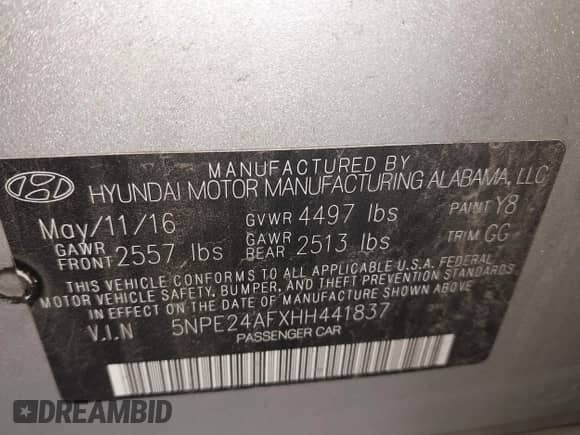 MANUFACTURED BY
HYUNDAI MOTOR MANUFACTURING ALABAMA, LLC
May/11/16 GVWR 4497 lbs PAINT Y8
GAWR FRONT 2557 lbs GAWR REAR 2513 lbs TRIM GG
THIS VEHICLE CONFORMS TO ALL APPLICABLE U.S.A. FEDERAL
MOTOR VEHICLE SAFETY, BUMPER, AND THEFT PREVENTION STANDARDS
IN EFFECT ON THE DATE OF MANUFACTURE SHOWN ABOVE.
V.I.N 5NPE24AFXHH441837
PASSENGER CAR
DREAMBID